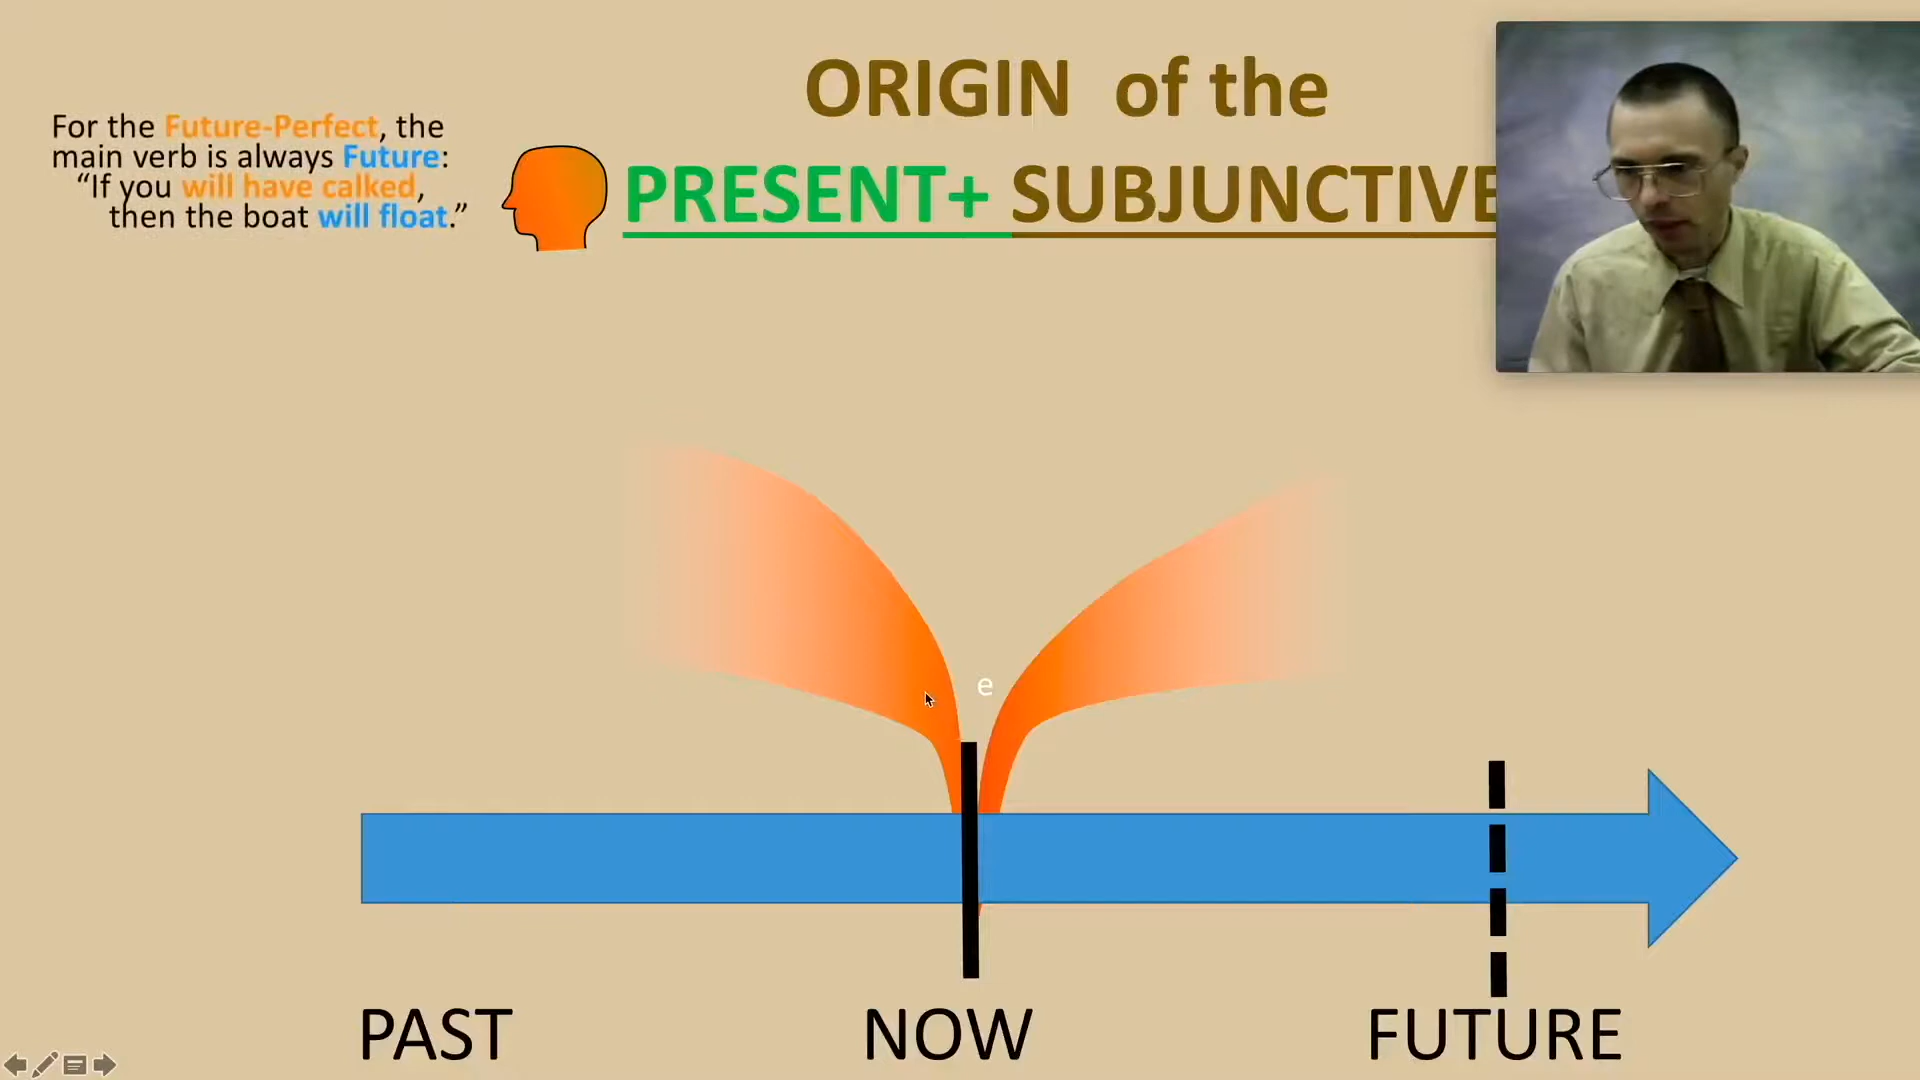 ORIGIN of the
PRESENT+ SUBJUNCTIVE
For the Future-Perfect, the
main verb is always Future:
“If you will have calked,
then the boat will float.”
e
PAST NOW FUTURE